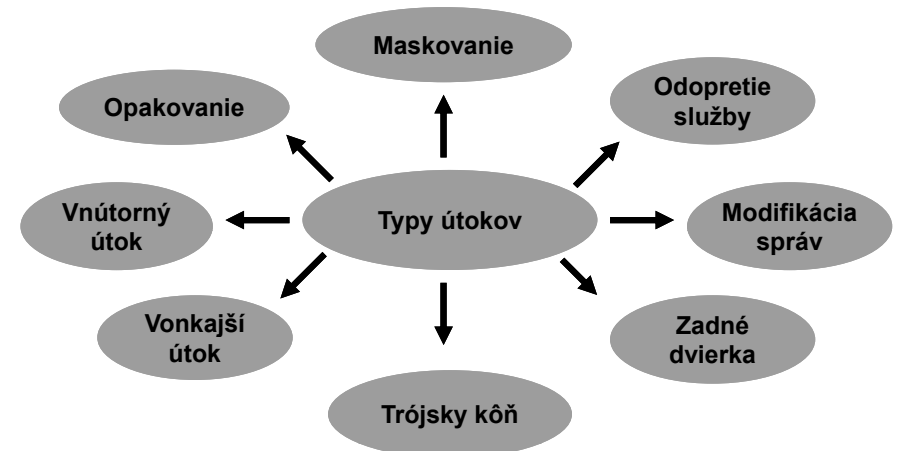 Maskovanie
Odopretie
služby
Opakovanie
Vnútorný
útok
Typy útokov
Modifikácia
správ
Vonkajší
útok
Zadné
dvierka
Trójsky kôň